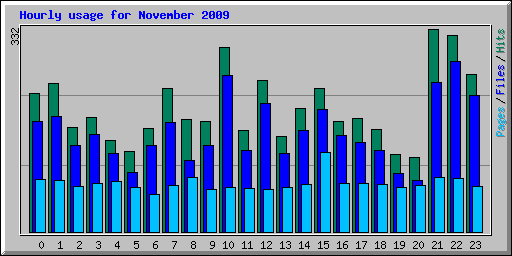 Hourly usage for November 2009
332
Pages/Files/Hits
0 1 2 3 4 5 6 7 8 9 10 11 12 13 14 15 16 17 18 19 20 21 22 23